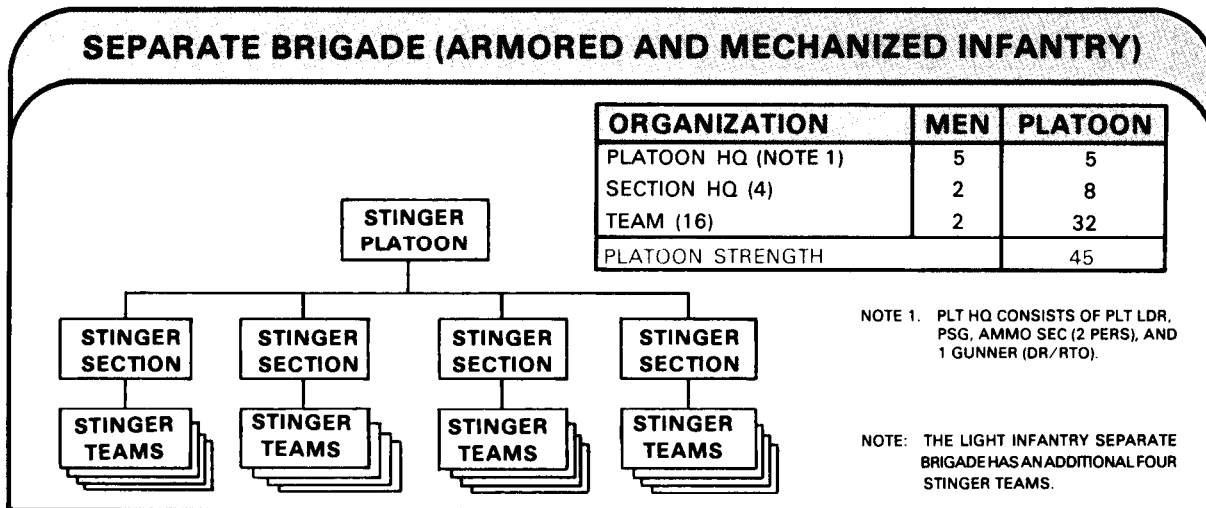 SEPARATE BRIGADE (ARMORED AND MECHANIZED INFANTRY)
ORGANIZATION MEN PLATOON
PLATOON HQ (NOTE 1) 5 5
SECTION HQ (4) 2 8
TEAM (16) 2 32
PLATOON STRENGTH 45
STINGER
PLATOON
STINGER
SECTION
STINGER
SECTION
STINGER
SECTION
STINGER
SECTION
STINGER
TEAMS
STINGER
TEAMS
STINGER
TEAMS
STINGER
TEAMS
NOTE 1. PLT HQ CONSISTS OF PLT LDR,
PSG, AMMO SEC (2 PERS), AND
1 GUNNER (DR/RTO).
NOTE: THE LIGHT INFANTRY SEPARATE
BRIGADE HAS AN ADDITIONAL FOUR
STINGER TEAMS.